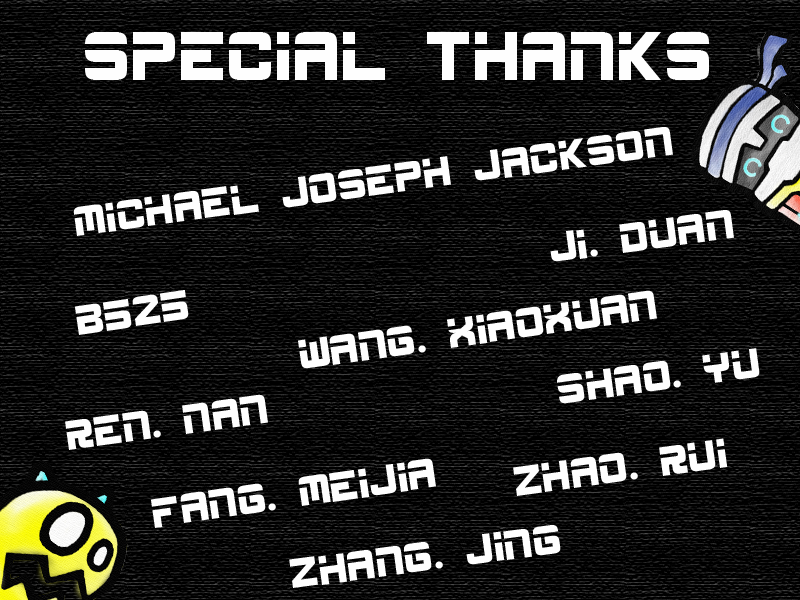 SPECIAL THANKS
MICHAEL JOSEPH JACKSON
JI. DUAN
B525
WANG. XIAOXUAN
SHAO. YU
REN. NAN
FANG. MEIJIA
ZHAO. RUI
ZHANG. JING